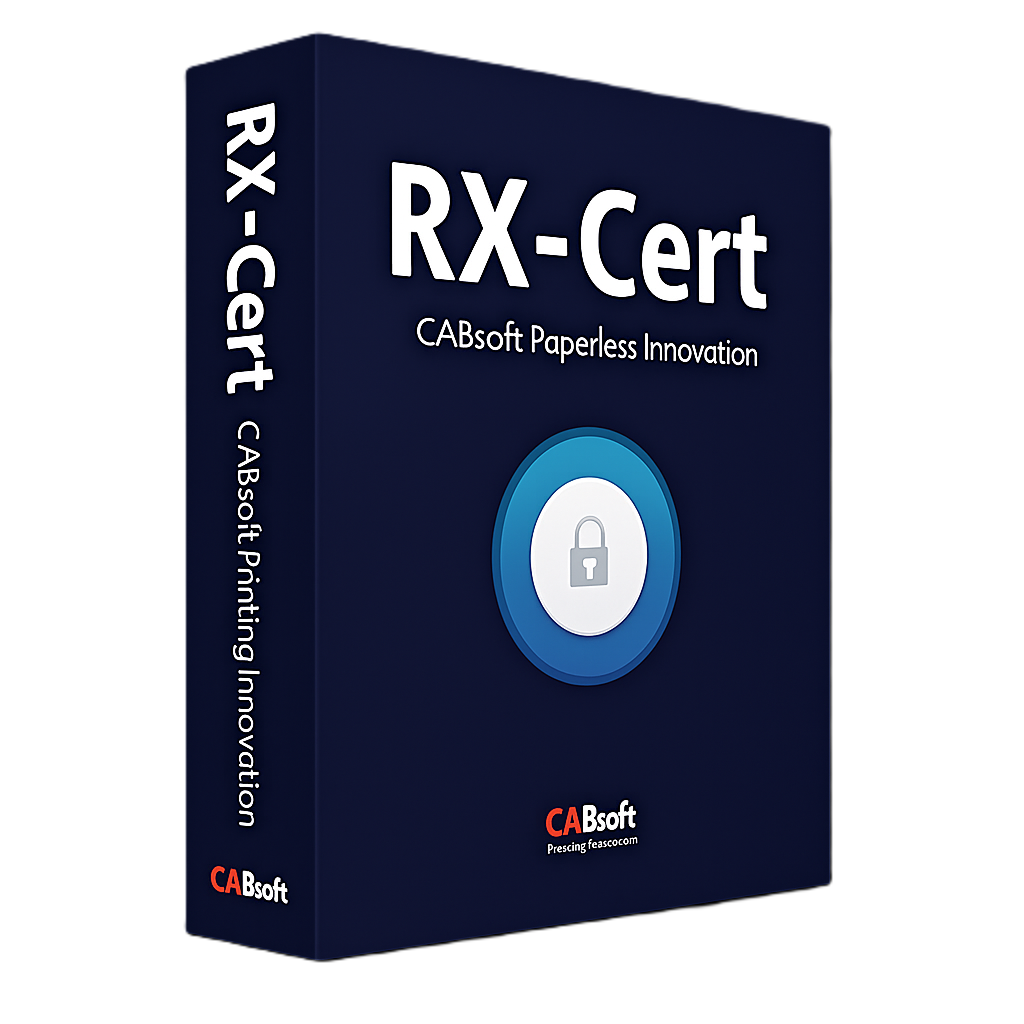 RX-Cert
CABsoft Paperless Innovation
CABsoft
Prescing feascocom
RX-Cert
CABsoft Printing Innovation
CABsoft